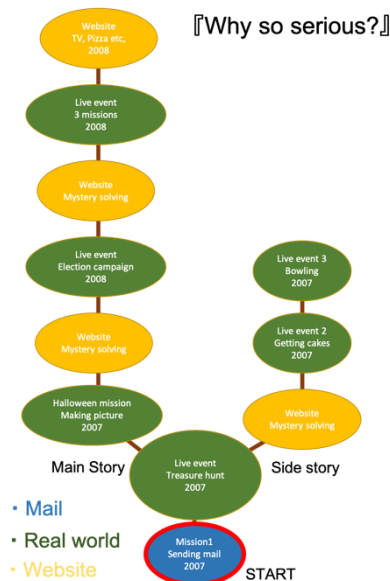 『Why so serious?』
Website
TV, Pizza etc,
2008
Live event
3 missions
2008
Website
Mystery solving
Live event
Election campaign
2008
Website
Mystery solving
Halloween mission
Making picture
2007
Live event 3
Bowling
2007
Live event 2
Getting cakes
2007
Website
Mystery solving
Main Story
Live event
Treasure hunt
2007
Side story
Mission1
Sending mail
2007
START
・Mail
・Real world
・Website